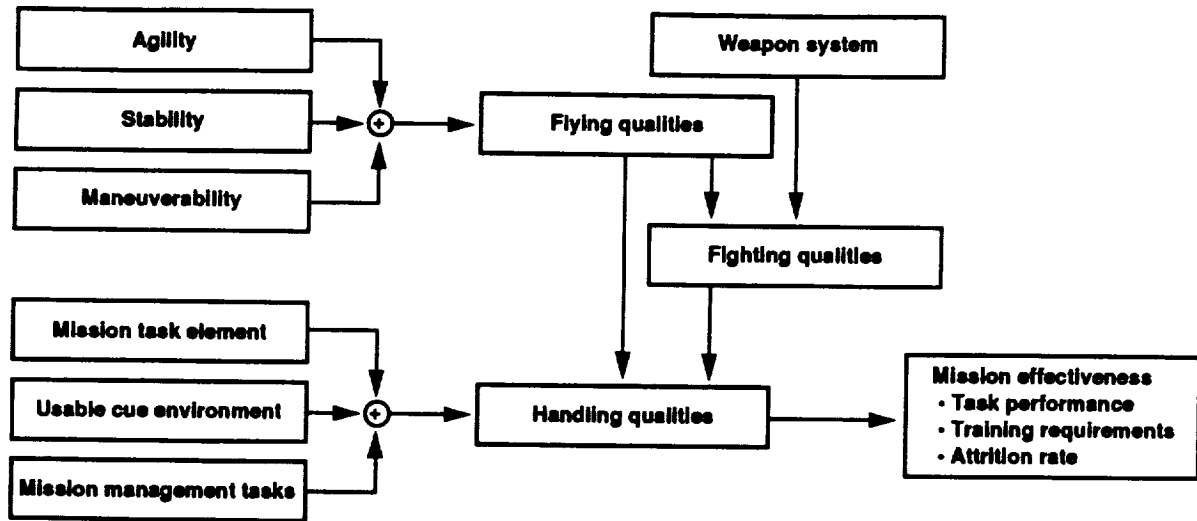 Agility
Weapon system
Stability
+
Flying qualities
Maneuverability
Fighting qualities
Mission task element
Usable cue environment
+
Handling qualities
Mission effectiveness
• Task performance
• Training requirements
• Attrition rate
Mission management tasks